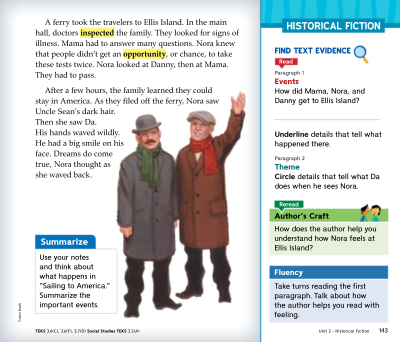 A ferry took the travelers to Ellis Island. In the main
hall, doctors inspected the family. They looked for signs of
illness. Mama had to answer many questions. Nora knew
that people didn't get an opportunity, or chance, to take
these tests twice. Nora looked at Danny, then at Mama.
They had to pass.
After a few hours, the family learned they could
stay in America. As they filed off the ferry, Nora saw
Uncle Sean's dark hair.
Then she saw Da.
His hands waved wildly.
He had a big smile on his
face. Dreams do come
true, Nora thought as
she waved back.
Summarize
Use your notes
and think about
what happens in
"Sailing to America."
Summarize the
important events.
HISTORICAL FICTION
FIND TEXT EVIDENCE
Read
Paragraph 1
Events
How did Mama, Nora, and
Danny get to Ellis Island?
Underline details that tell what
happened there.
Paragraph 2
Theme
Circle details that tell what Da
does when he sees Nora.
Reread
Author's Craft
How does the author help you
understand how Nora feels at
Ellis Island?
Fluency
Take turns reading the first
paragraph. Talk about how
the author helps you read with
feeling.
Unit 2 - Historical Fiction 143